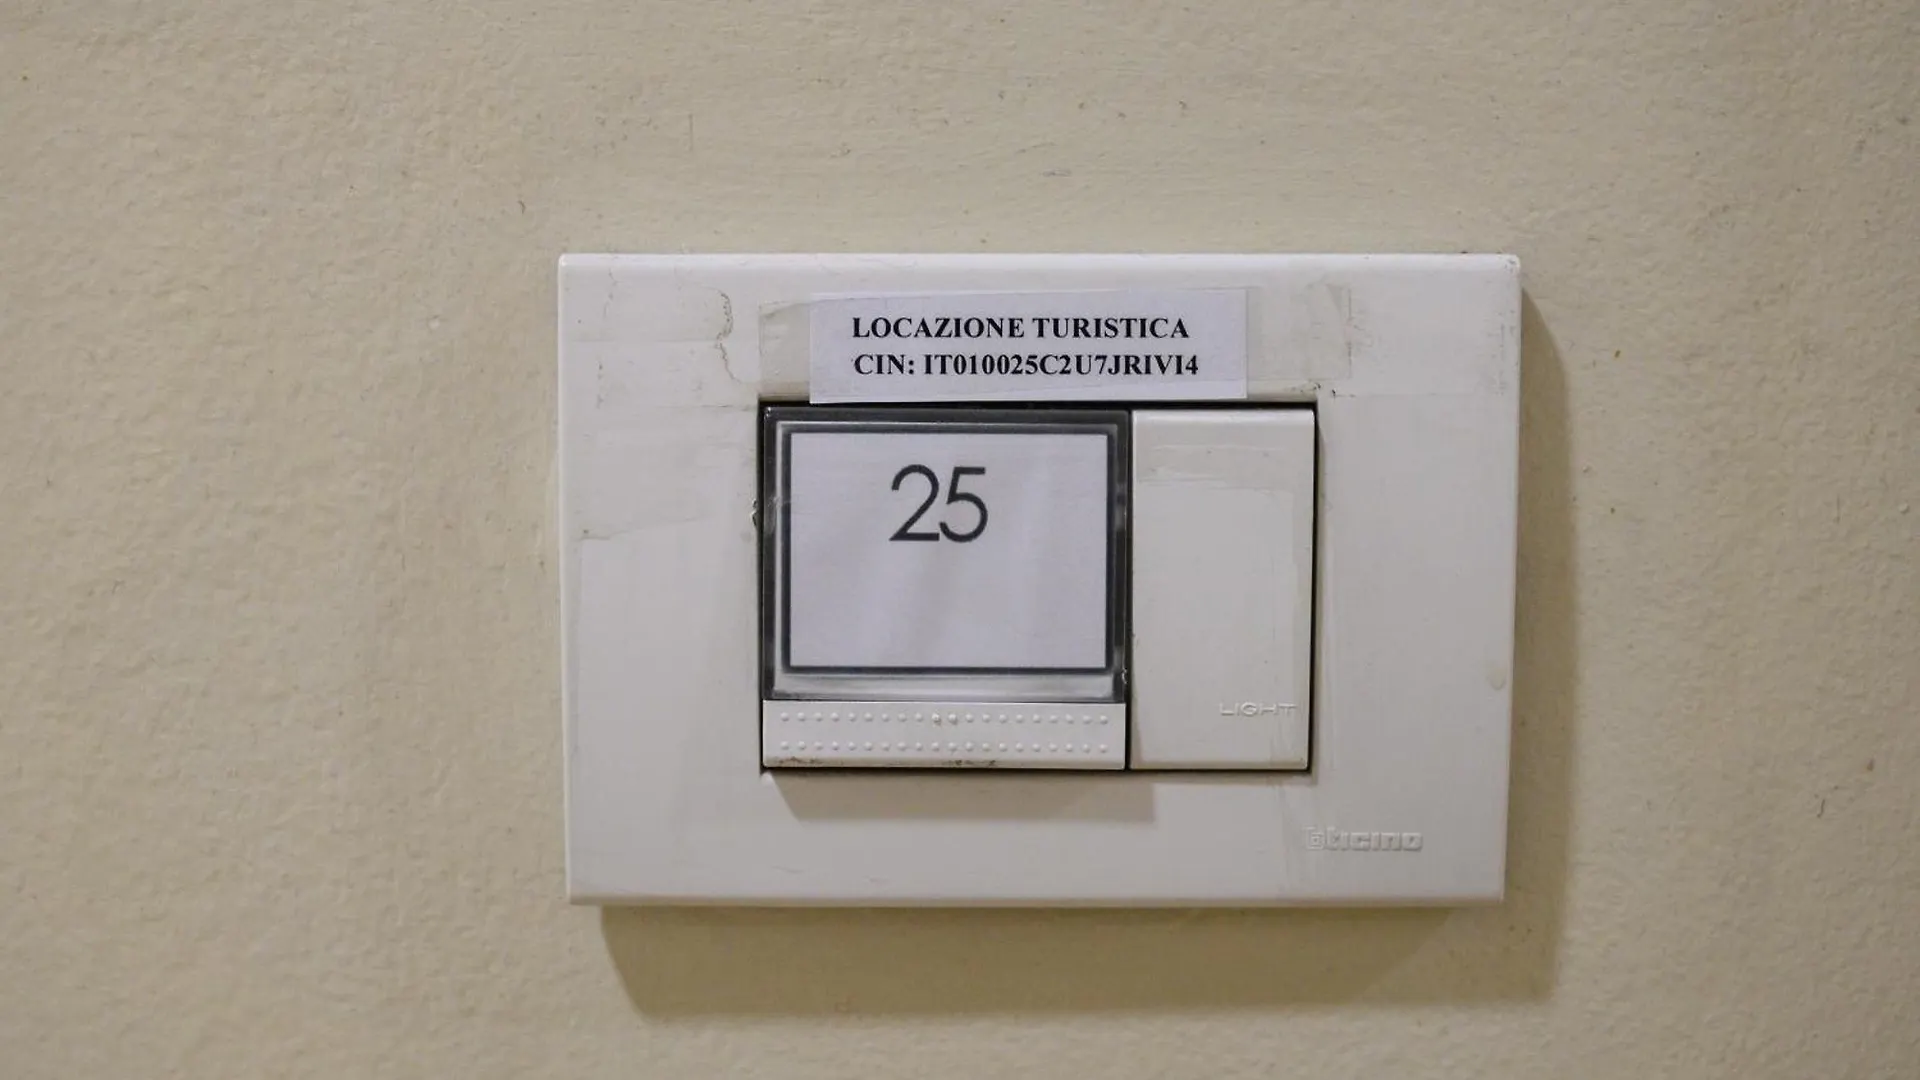 LOCAZIONE TURISTICA
CIN: IT010025C2U7JRIVI4
25
LIGHT
bticino